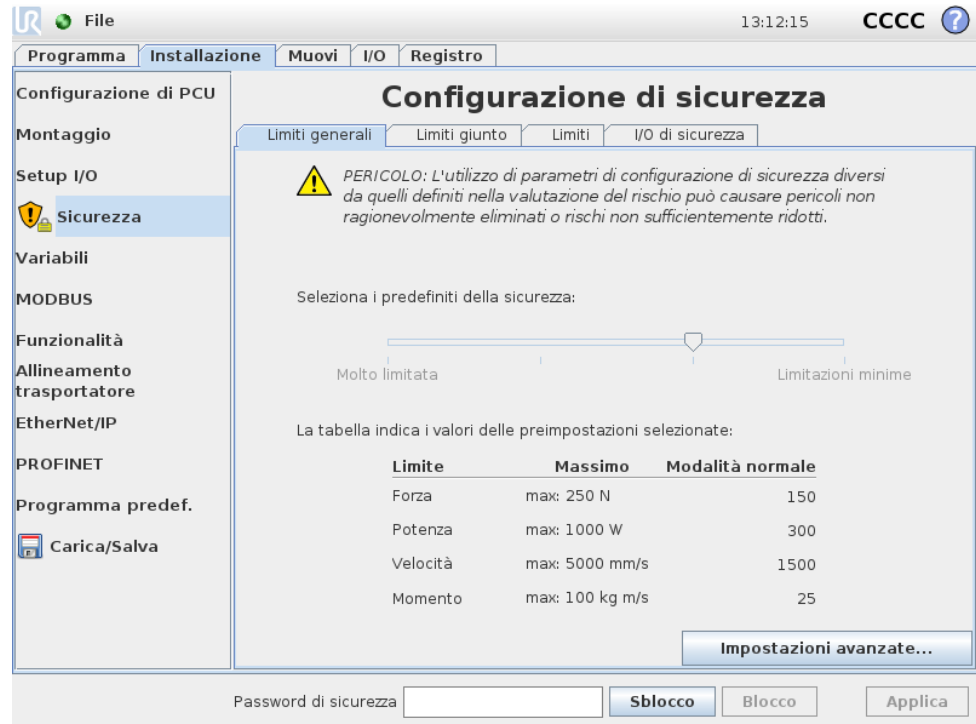 UR File 13:12:15 CCCC ?
Programma Installazione Muovi I/O Registro
Configurazione di PCU
Montaggio
Setup I/O
Sicurezza
Variabili
MODBUS
Funzionalità
Allineamento
trasportatore
EtherNet/IP
PROFINET
Programma predef.
Carica/Salva
Configurazione di sicurezza
Limiti generali Limiti giunto Limiti I/O di sicurezza
PERICOLO: L'utilizzo di parametri di configurazione di sicurezza diversi
da quelli definiti nella valutazione del rischio può causare pericoli non
ragionevolmente eliminati o rischi non sufficientemente ridotti.
Seleziona i predefiniti della sicurezza:
Molto limitata Limitazioni minime
La tabella indica i valori delle preimpostazioni selezionate:
Limite Massimo Modalità normale
Forza max: 250 N 150
Potenza max: 1000 W 300
Velocità max: 5000 mm/s 1500
Momento max: 100 kg m/s 25
Impostazioni avanzate...
Password di sicurezza Sblocco Blocco Applica